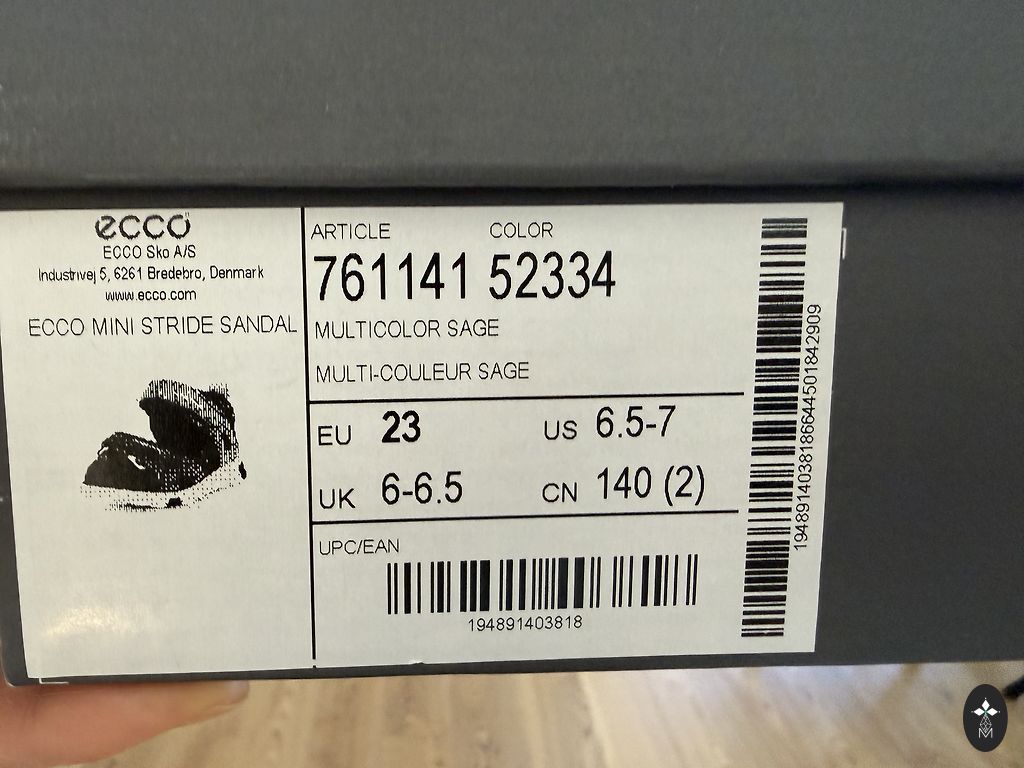 ecco
ECCO Sko A/S
Industrivej 5, 6261 Bredebro, Denmark
www.ecco.com
ECCO MINI STRIDE SANDAL
ARTICLE COLOR
761141 52334
MULTICOLOR SAGE
MULTI-COULEUR SAGE
EU 23 US 6.5-7
UK 6-6.5 CN 140 (2)
UPC/EAN
194891403818
1948914038186644501842909
M